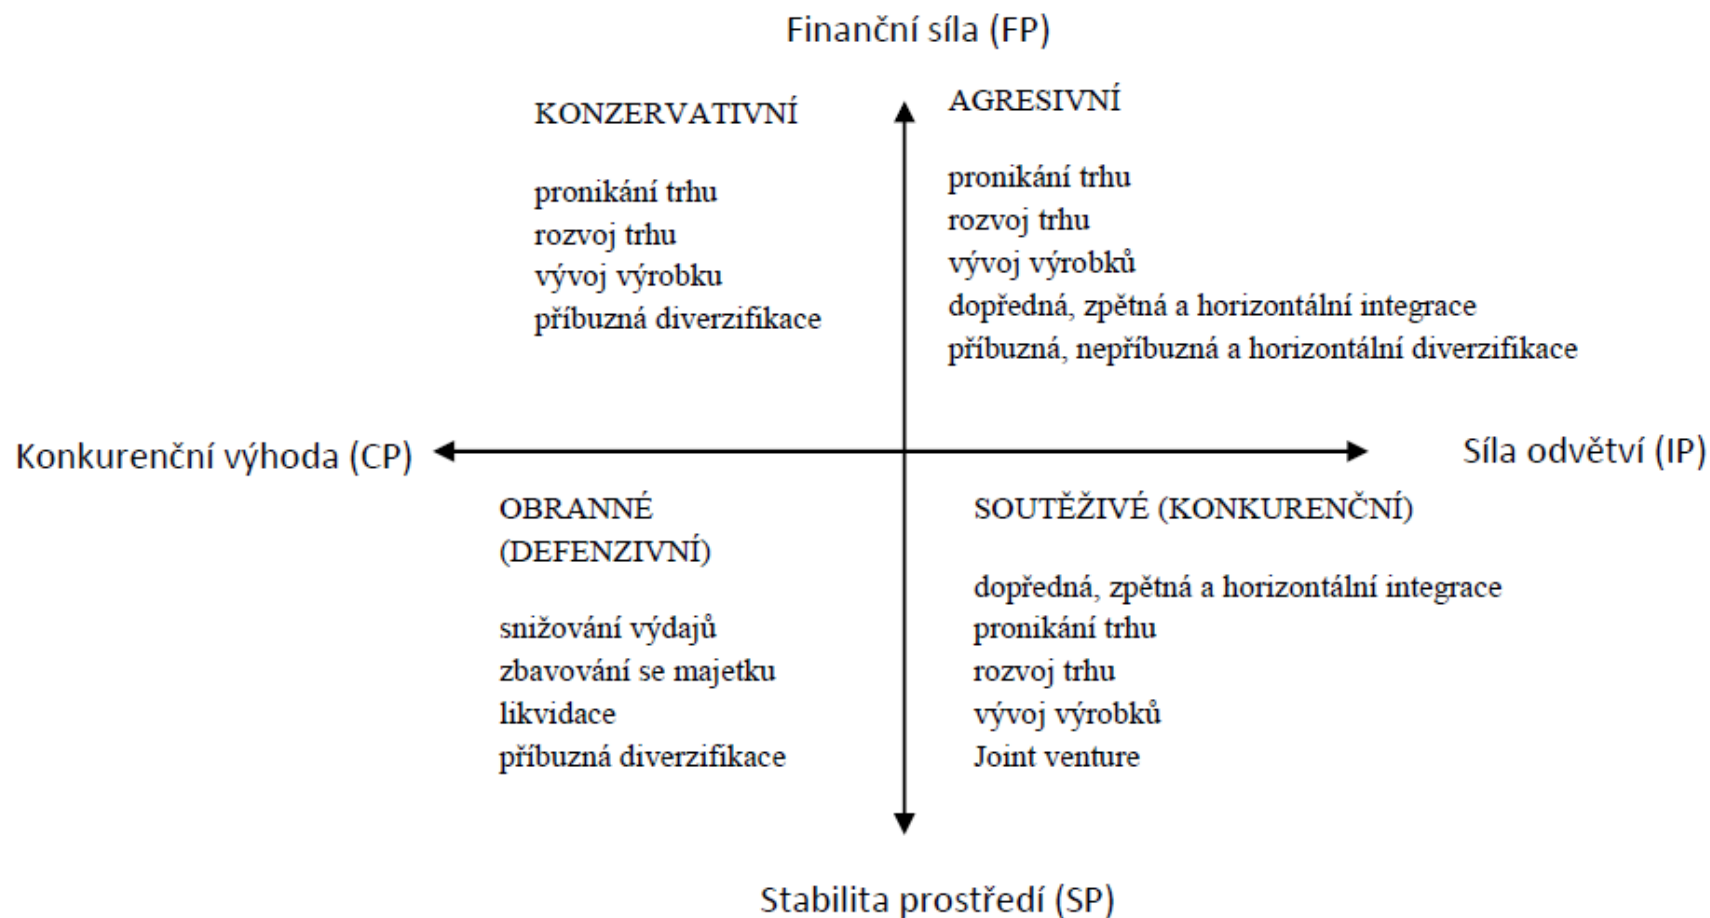 Finanční síla (FP)
KONZERVATIVNÍ
pronikání trhu
rozvoj trhu
vývoj výrobku
příbuzná diverzifikace
AGRESIVNÍ
pronikání trhu
rozvoj trhu
vývoj výrobků
dopředná, zpětná a horizontální integrace
příbuzná, nepříbuzná a horizontální diverzifikace
Konkurenční výhoda (CP)
Síla odvětví (IP)
OBRANNÉ
(DEFENZIVNÍ)
snižování výdajů
zbavování se majetku
likvidace
příbuzná diverzifikace
SOUTĚŽIVÉ (KONKURENČNÍ)
dopředná, zpětná a horizontální integrace
pronikání trhu
rozvoj trhu
vývoj výrobků
Joint venture
Stabilita prostředí (SP)